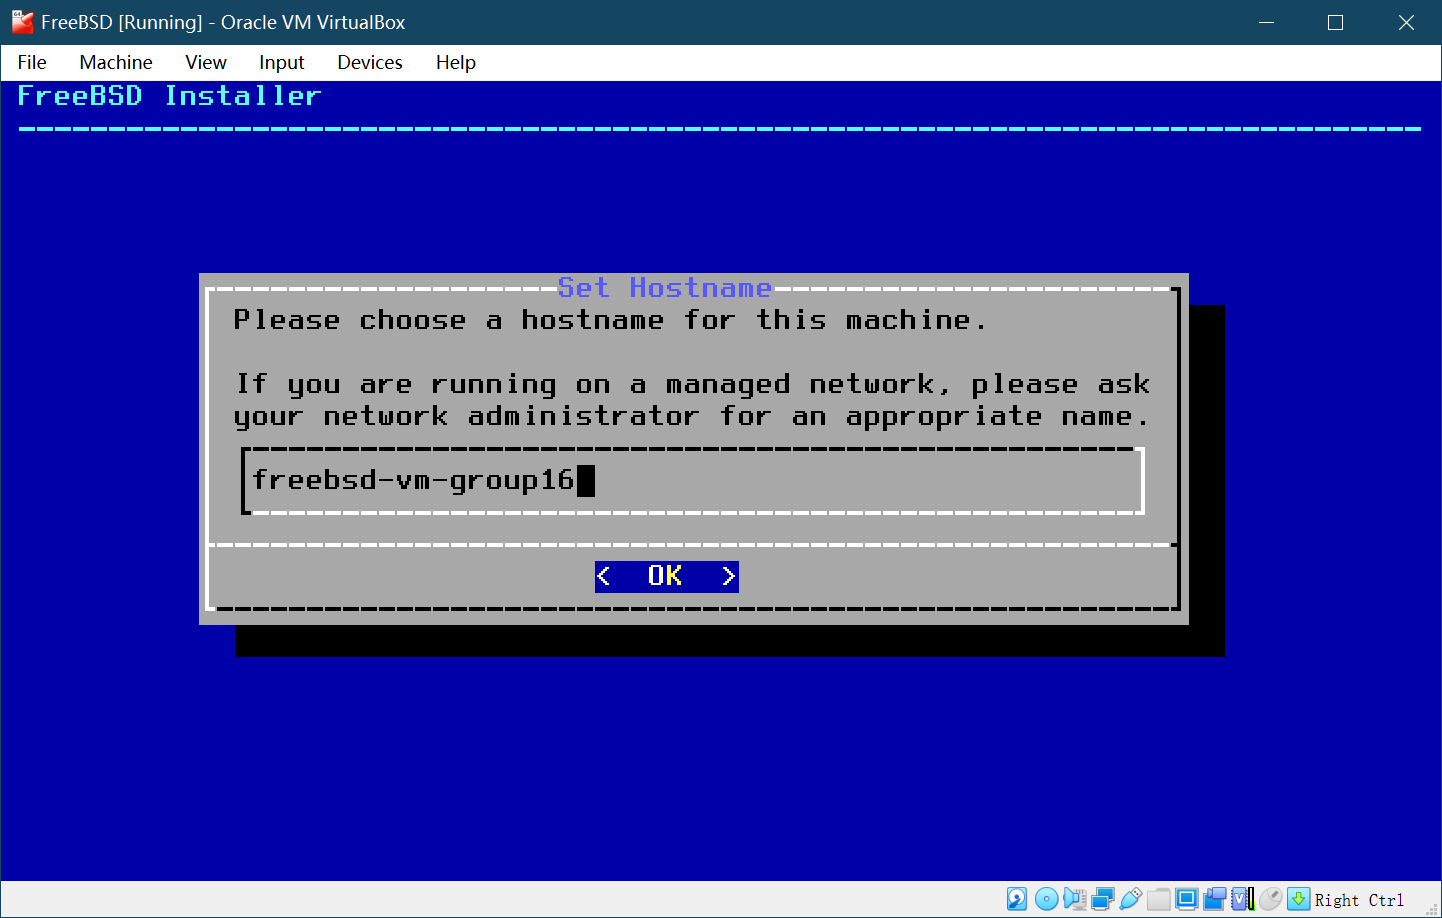 FreeBSD [Running] - Oracle VM VirtualBox
File Machine View Input Devices Help
FreeBSD Installer
Set Hostname
Please choose a hostname for this machine.
If you are running on a managed network, please ask
your network administrator for an appropriate name.
freebsd-vm-group16
< OK >
Right Ctrl